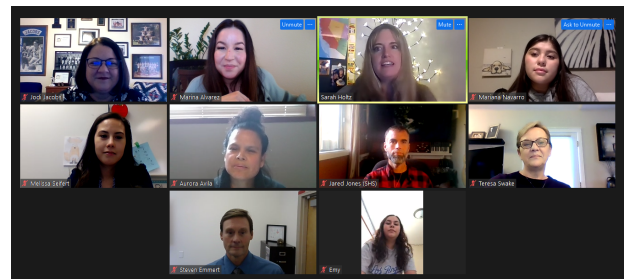 Jodi Jacobs
Unmute ...
Marina Alvarez
Mute ...
Sarah Holtz
Ask to Unmute ...
Mariana Navarro
Melissa Seifert
Aurora Avila
Jared Jones (SHS)
Teresa Swake
Steven Emmert
Emy